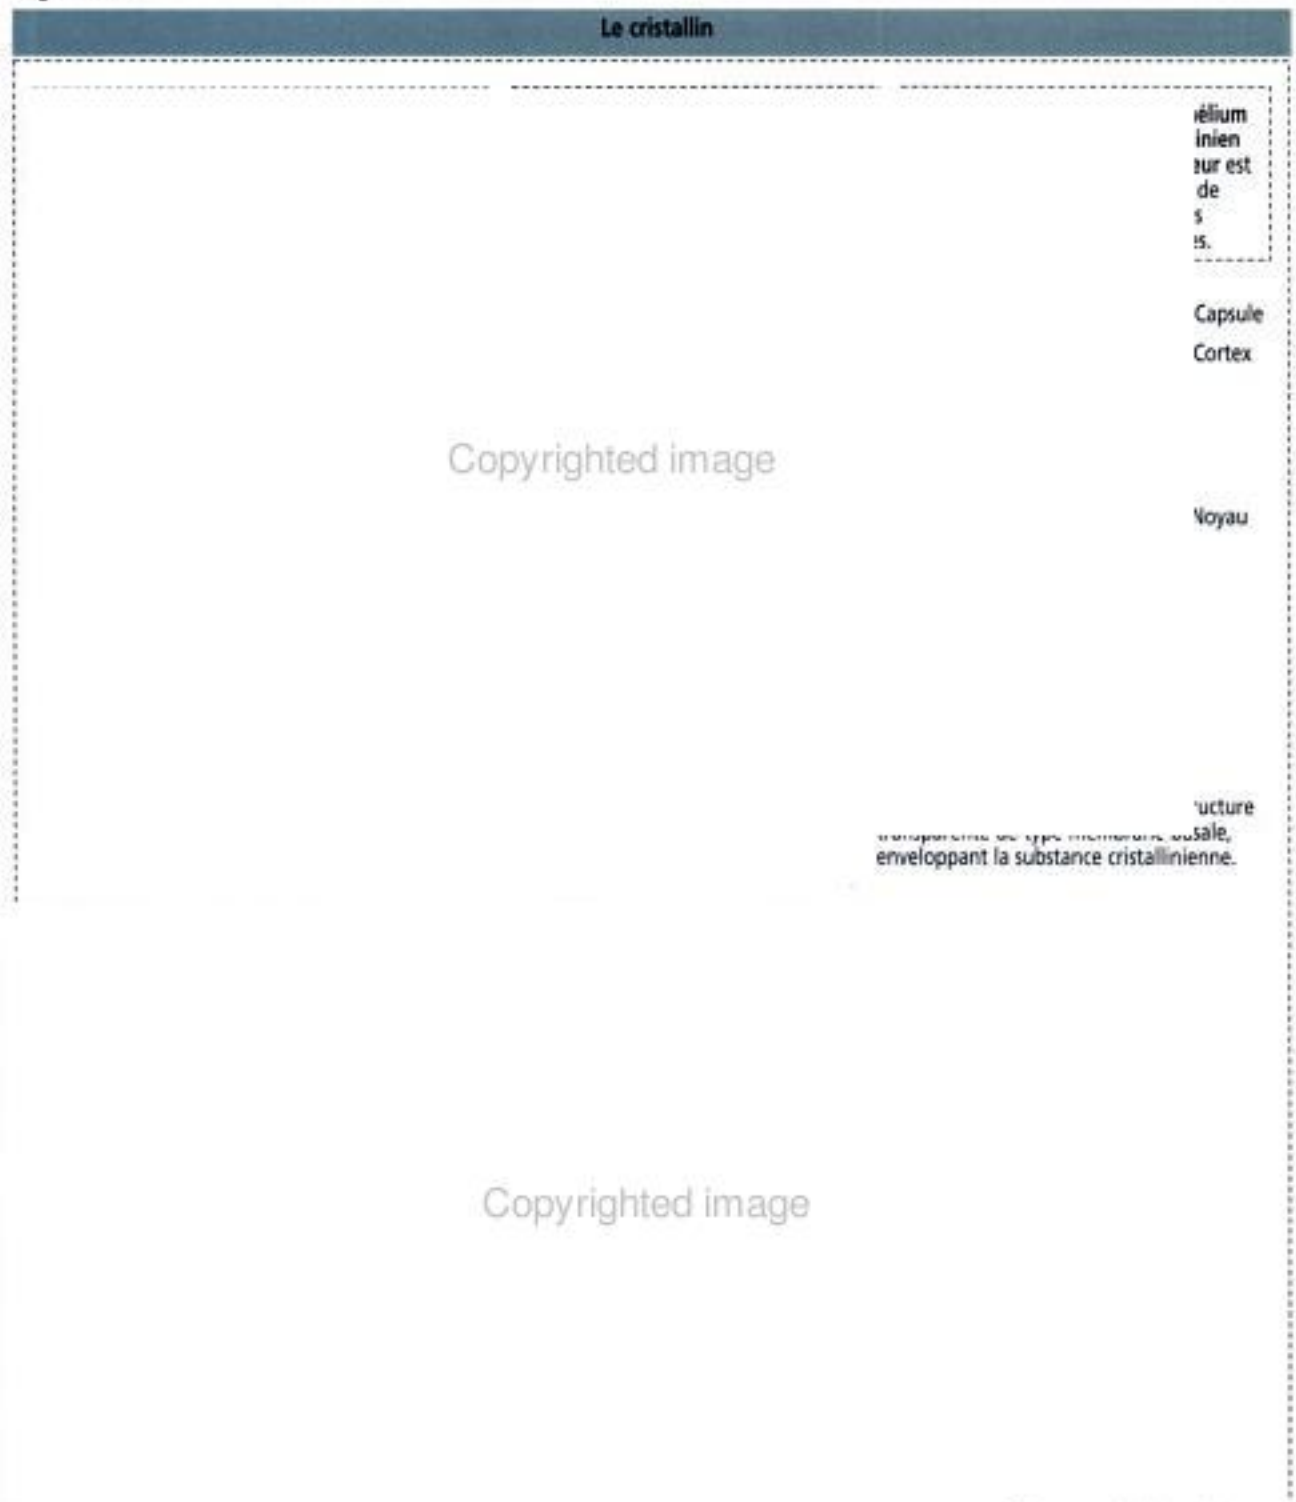 Le cristallin
élium
inien
eur est
de
s
es.
Capsule
Cortex
Copyrighted image
Noyau
ucture
sale,
enveloppant la substance cristallinienne.
Copyrighted image